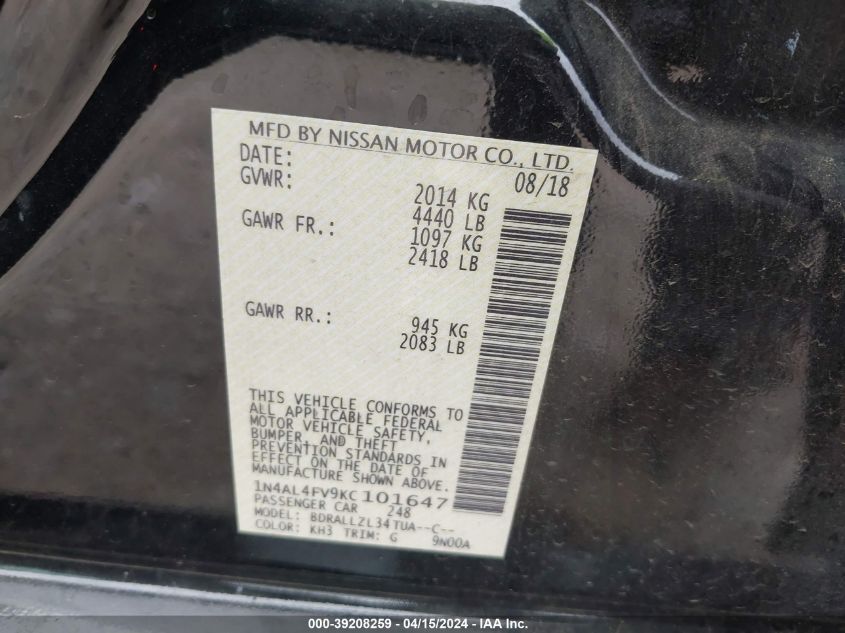 MFD BY NISSAN MOTOR CO., LTD.
DATE: 08/18
GVWR: 2014 KG
4440 LB
GAWR FR.: 1097 KG
2418 LB
GAWR RR.: 945 KG
2083 LB
THIS VEHICLE CONFORMS TO
ALL APPLICABLE FEDERAL
MOTOR VEHICLE SAFETY,
BUMPER, AND THEFT
PREVENTION STANDARDS IN
EFFECT ON THE DATE OF
MANUFACTURE SHOWN ABOVE.
1N4AL4FV9KC101647
PASSENGER CAR 248
MODEL: BDRALLZL34TUA--C--
COLOR: KH3 TRIM: G 9N00A
000-39208259 - 04/15/2024 - IAA Inc.